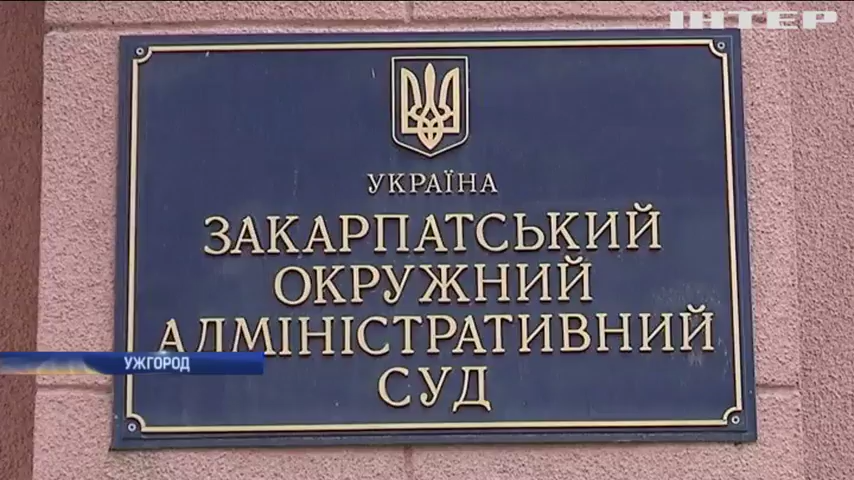 ІНТЕР
УКРАЇНА
ЗАКАРПАТСЬКИЙ
ОКРУЖНИЙ
АДМІНІСТРАТИВНИЙ
СУД
УЖГОРОД